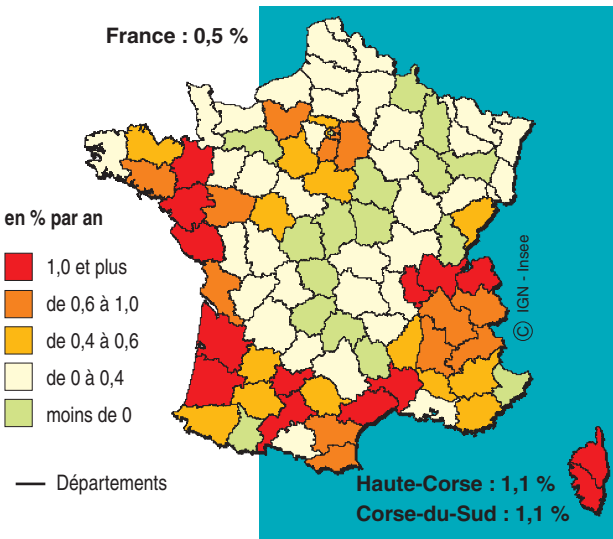 France : 0,5 %
en % par an
1,0 et plus
de 0,6 à 1,0
de 0,4 à 0,6
de 0 à 0,4
moins de 0
Départements
© IGN - Insee
Haute-Corse : 1,1 %
Corse-du-Sud : 1,1 %